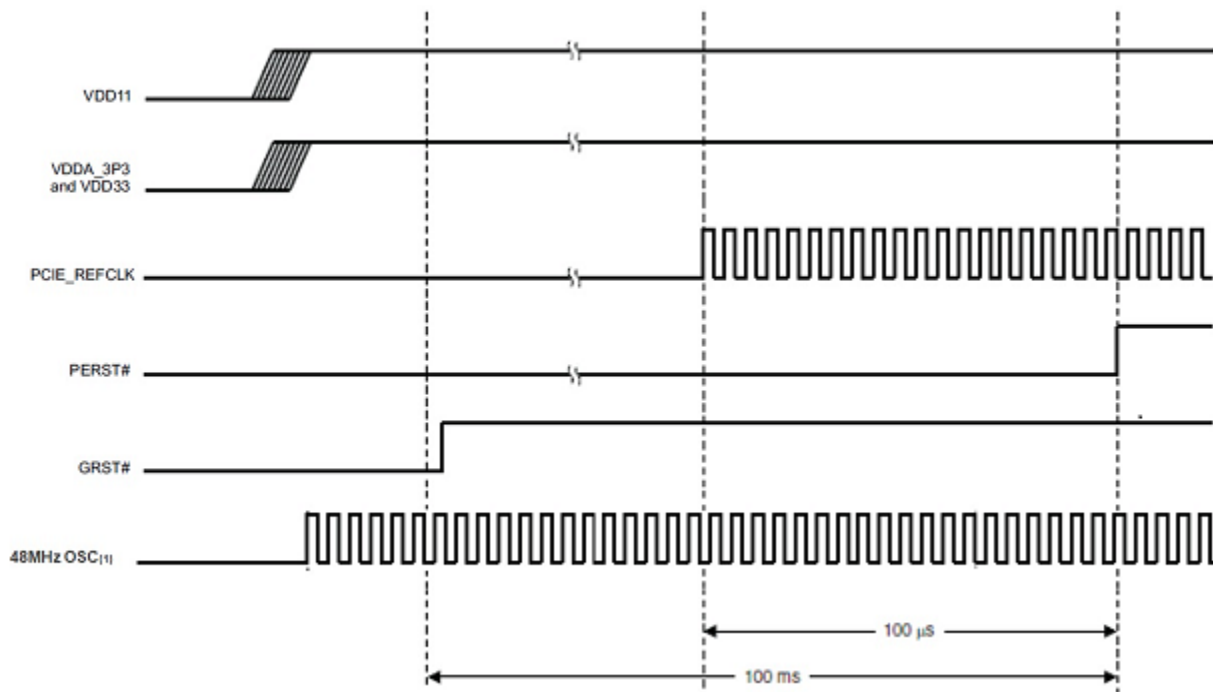 VDD11
VDDA_3P3
and VDD33
PCIE_REFCLK
PERST#
GRST#
48MHz OSC[1]
100 μs
100 ms